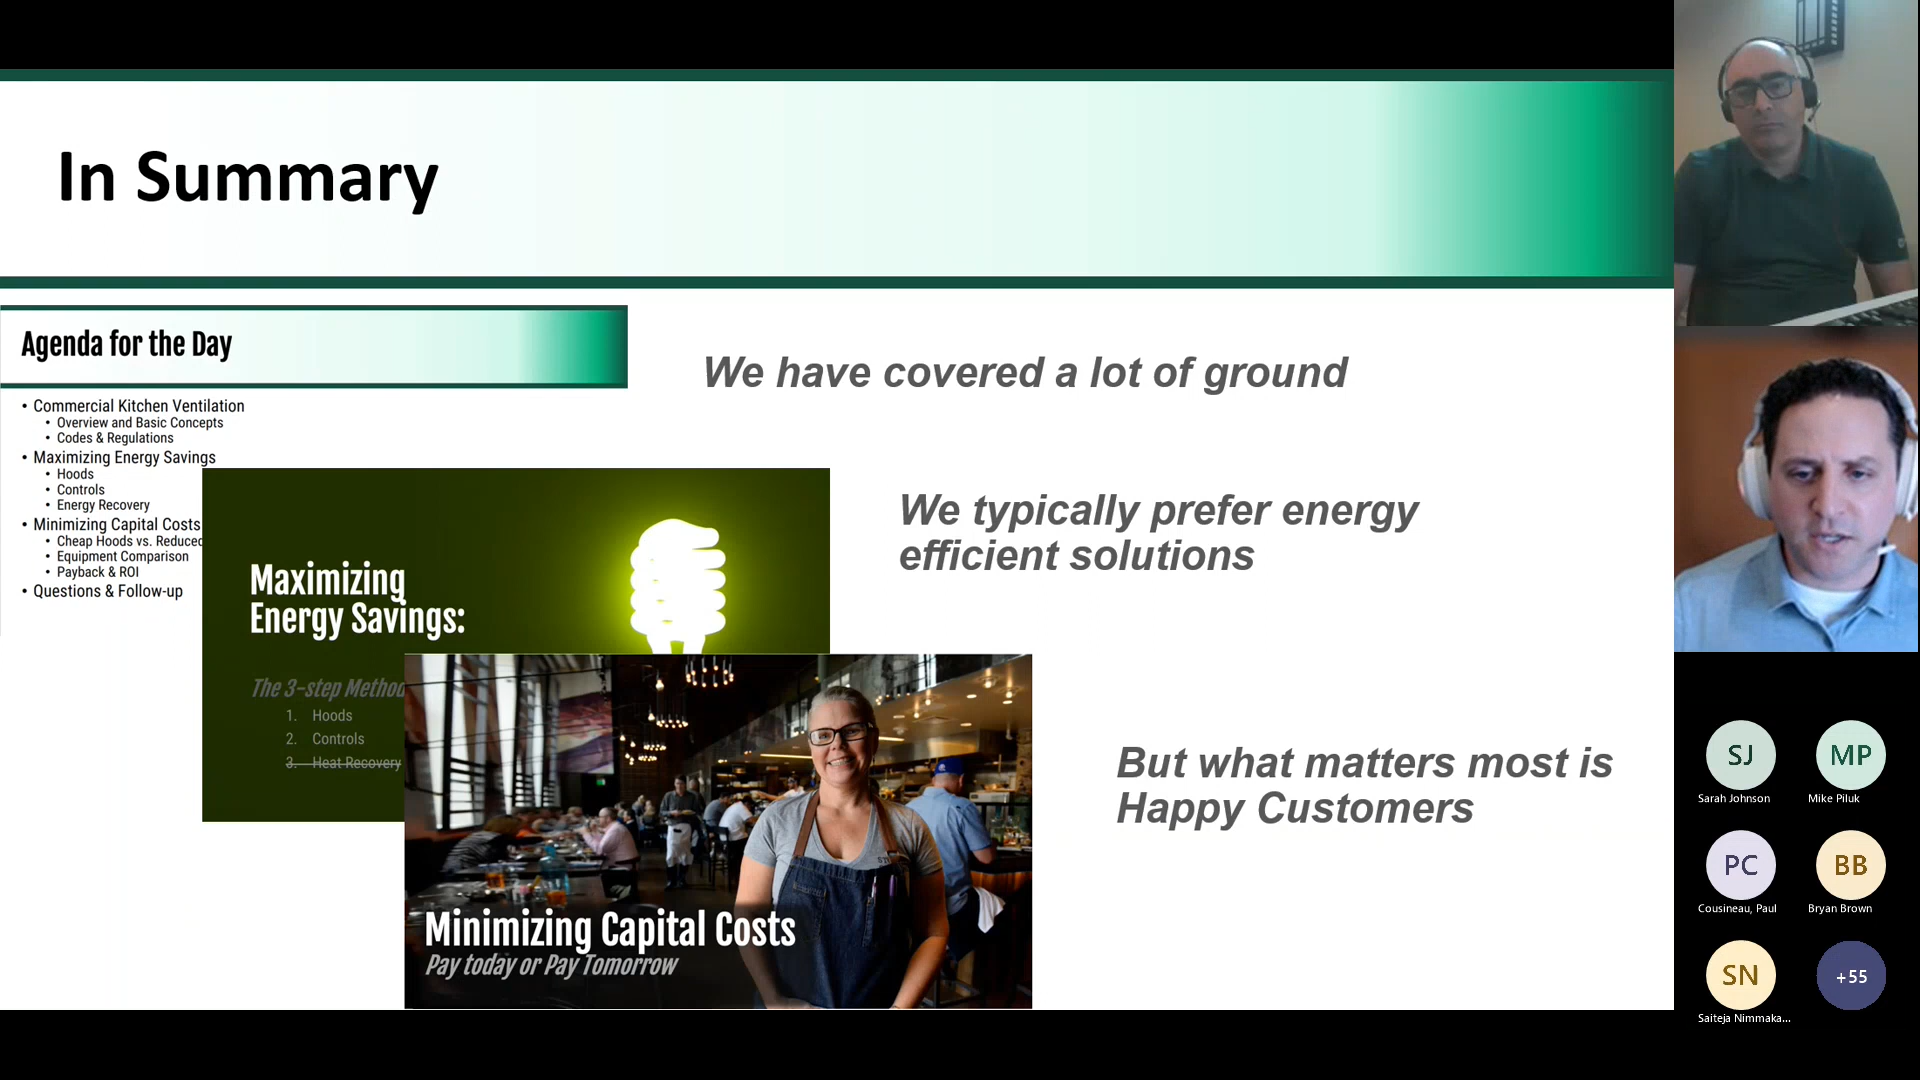 In Summary
Agenda for the Day
• Commercial Kitchen Ventilation
• Overview and Basic Concepts
• Codes & Regulations
• Maximizing Energy Savings
• Hoods
• Controls
• Energy Recovery
• Minimizing Capital Costs
• Cheap Hoods vs. Reduced
• Equipment Comparison
• Payback & ROI
• Questions & Follow-up
We have covered a lot of ground
Maximizing
Energy Savings:
The 3-step Method
1. Hoods
2. Controls
3. Heat Recovery
We typically prefer energy
efficient solutions
Minimizing Capital Costs
Pay today or Pay Tomorrow
But what matters most is
Happy Customers
SJ
Sarah Johnson
MP
Mike Piluk
PC
Cousineau, Paul
BB
Bryan Brown
SN
Saiteja Nimmaka...
+55